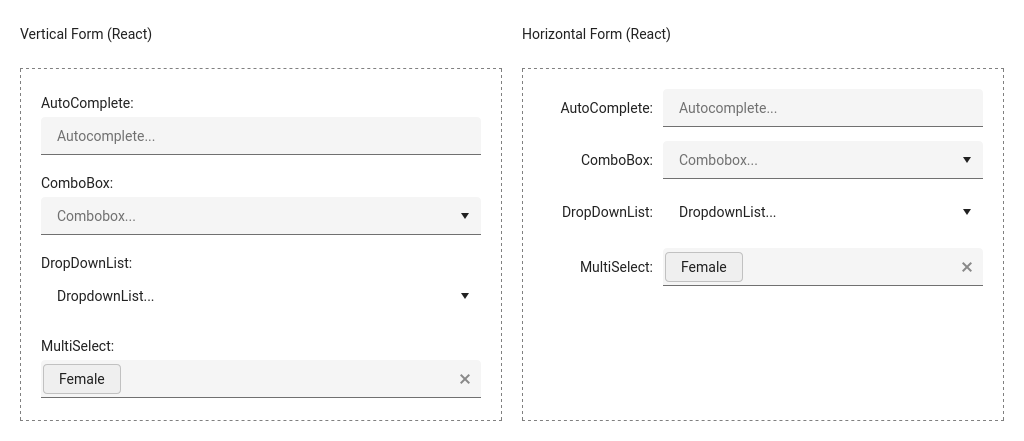 Vertical Form (React)
AutoComplete:
Autocomplete...
ComboBox:
Combobox...
DropDownList:
DropdownList...
MultiSelect:
Female
Horizontal Form (React)
AutoComplete: Autocomplete...
ComboBox: Combobox...
DropDownList: DropdownList...
MultiSelect: Female